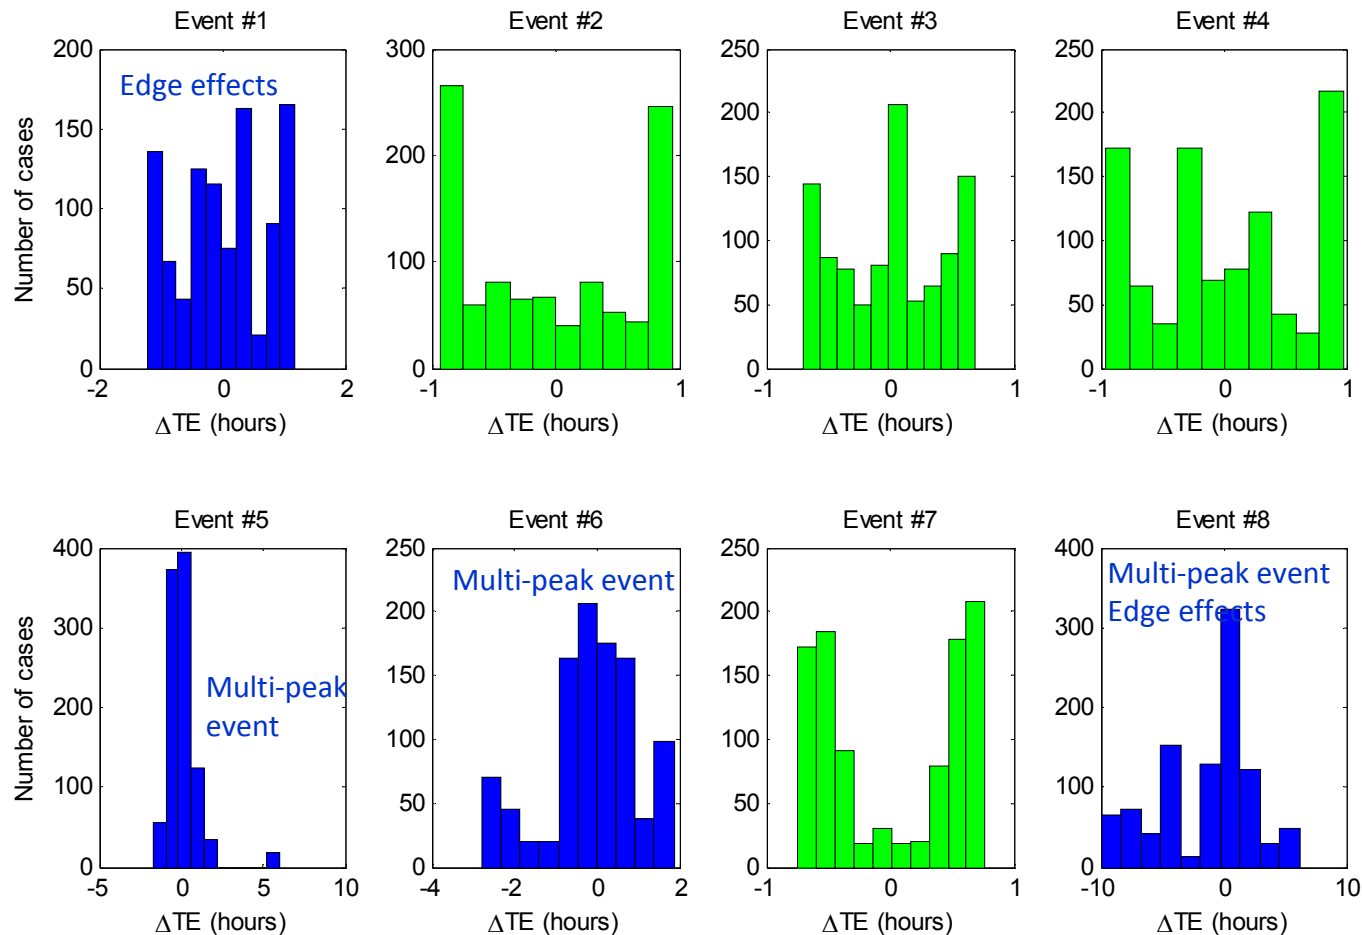 Event #1
Event #2
Event #3
Event #4
200
150
100
50
0
Edge effects
Number of cases
-2
0
2
ΔTE (hours)
300
200
100
0
-1
0
1
ΔTE (hours)
250
200
150
100
50
0
-1
0
1
ΔTE (hours)
250
200
150
100
50
0
-1
0
1
ΔTE (hours)
Event #5
Event #6
Event #7
Event #8
400
300
200
100
0
Multi-peak
event
Number of cases
-5
0
5
10
ΔTE (hours)
250
200
150
100
50
0
Multi-peak event
-4
-2
0
2
ΔTE (hours)
250
200
150
100
50
0
-1
0
1
ΔTE (hours)
400
300
200
100
0
Multi-peak event
Edge effects
-10
0
10
ΔTE (hours)